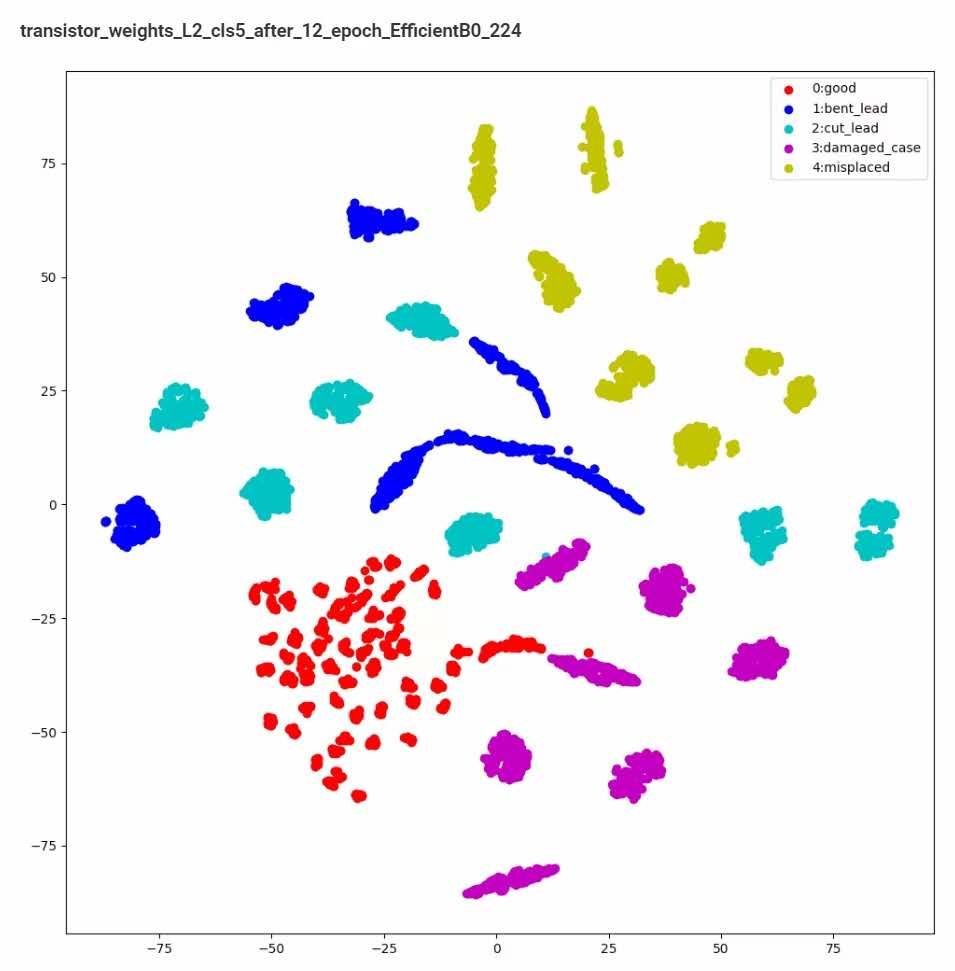 transistor_weights_L2_cls5_after_12_epoch_EfficientB0_224
0:good
1:bent_lead
2:cut_lead
3:damaged_case
4:misplaced
75
50
25
0
−25
−50
−75
−75 −50 −25 0 25 50 75